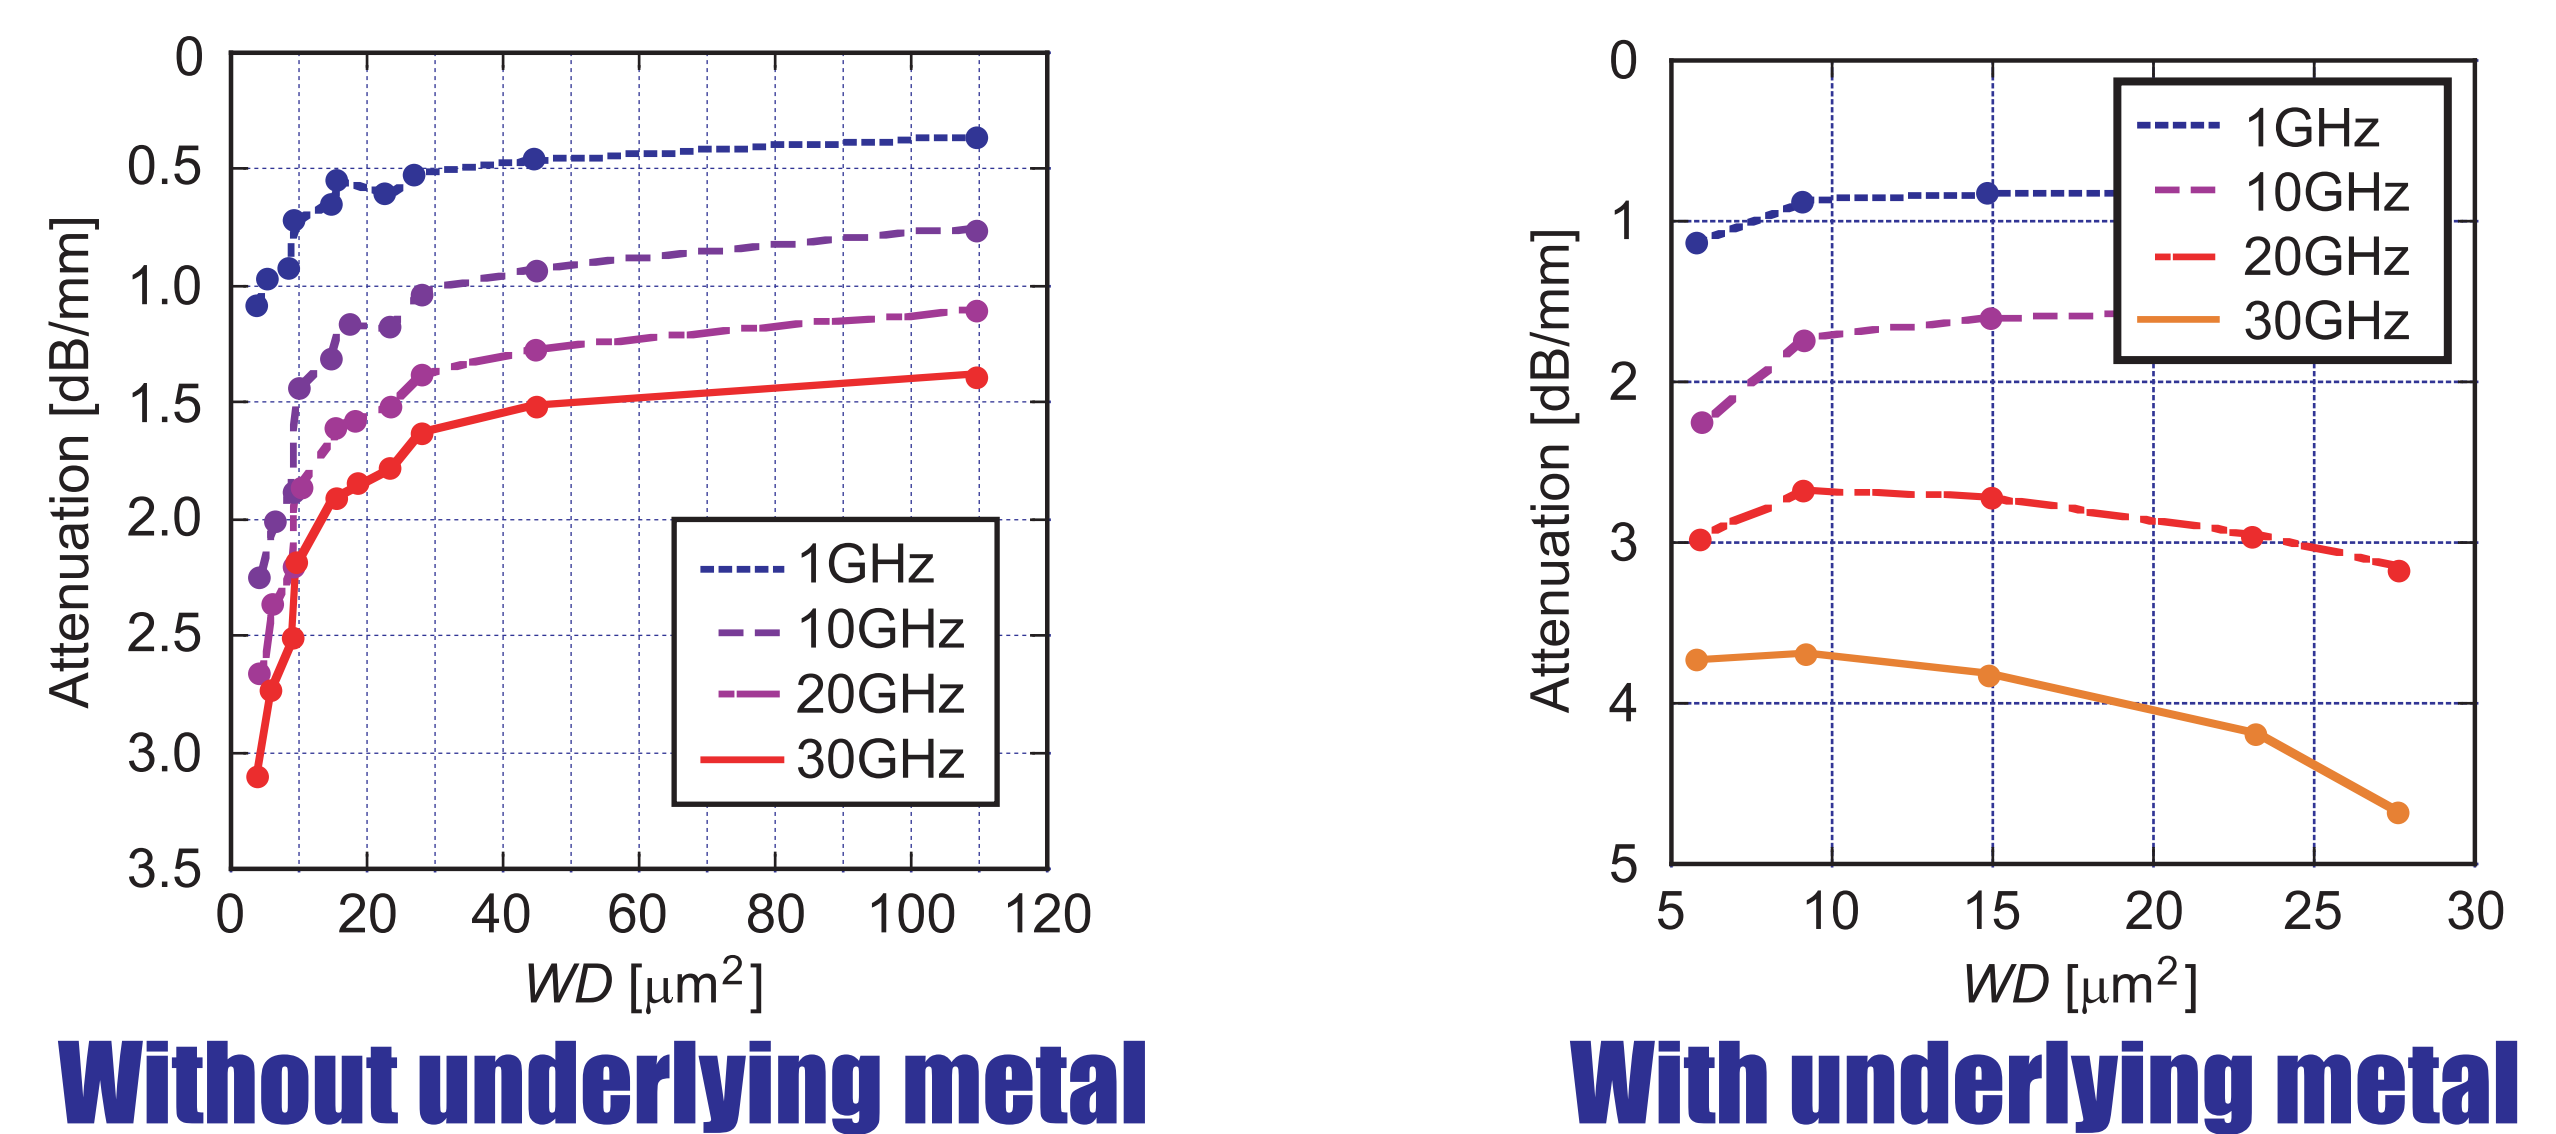 0
0.5
1.0
1.5
2.0
2.5
3.0
3.5
Attenuation [dB/mm]
1GHz
10GHz
20GHz
30GHz
0 20 40 60 80 100 120
WD [μm²]
Without underlying metal
0
1
2
3
4
5
Attenuation [dB/mm]
1GHz
10GHz
20GHz
30GHz
5 10 15 20 25 30
WD [μm²]
With underlying metal